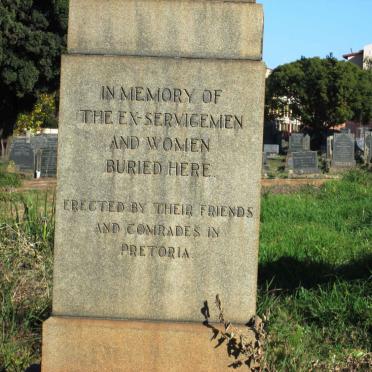 IN MEMORY OF
THE EX-SERVICEMEN
AND WOMEN
BURIED HERE.
ERECTED BY THEIR FRIENDS
AND COMRADES IN
PRETORIA.